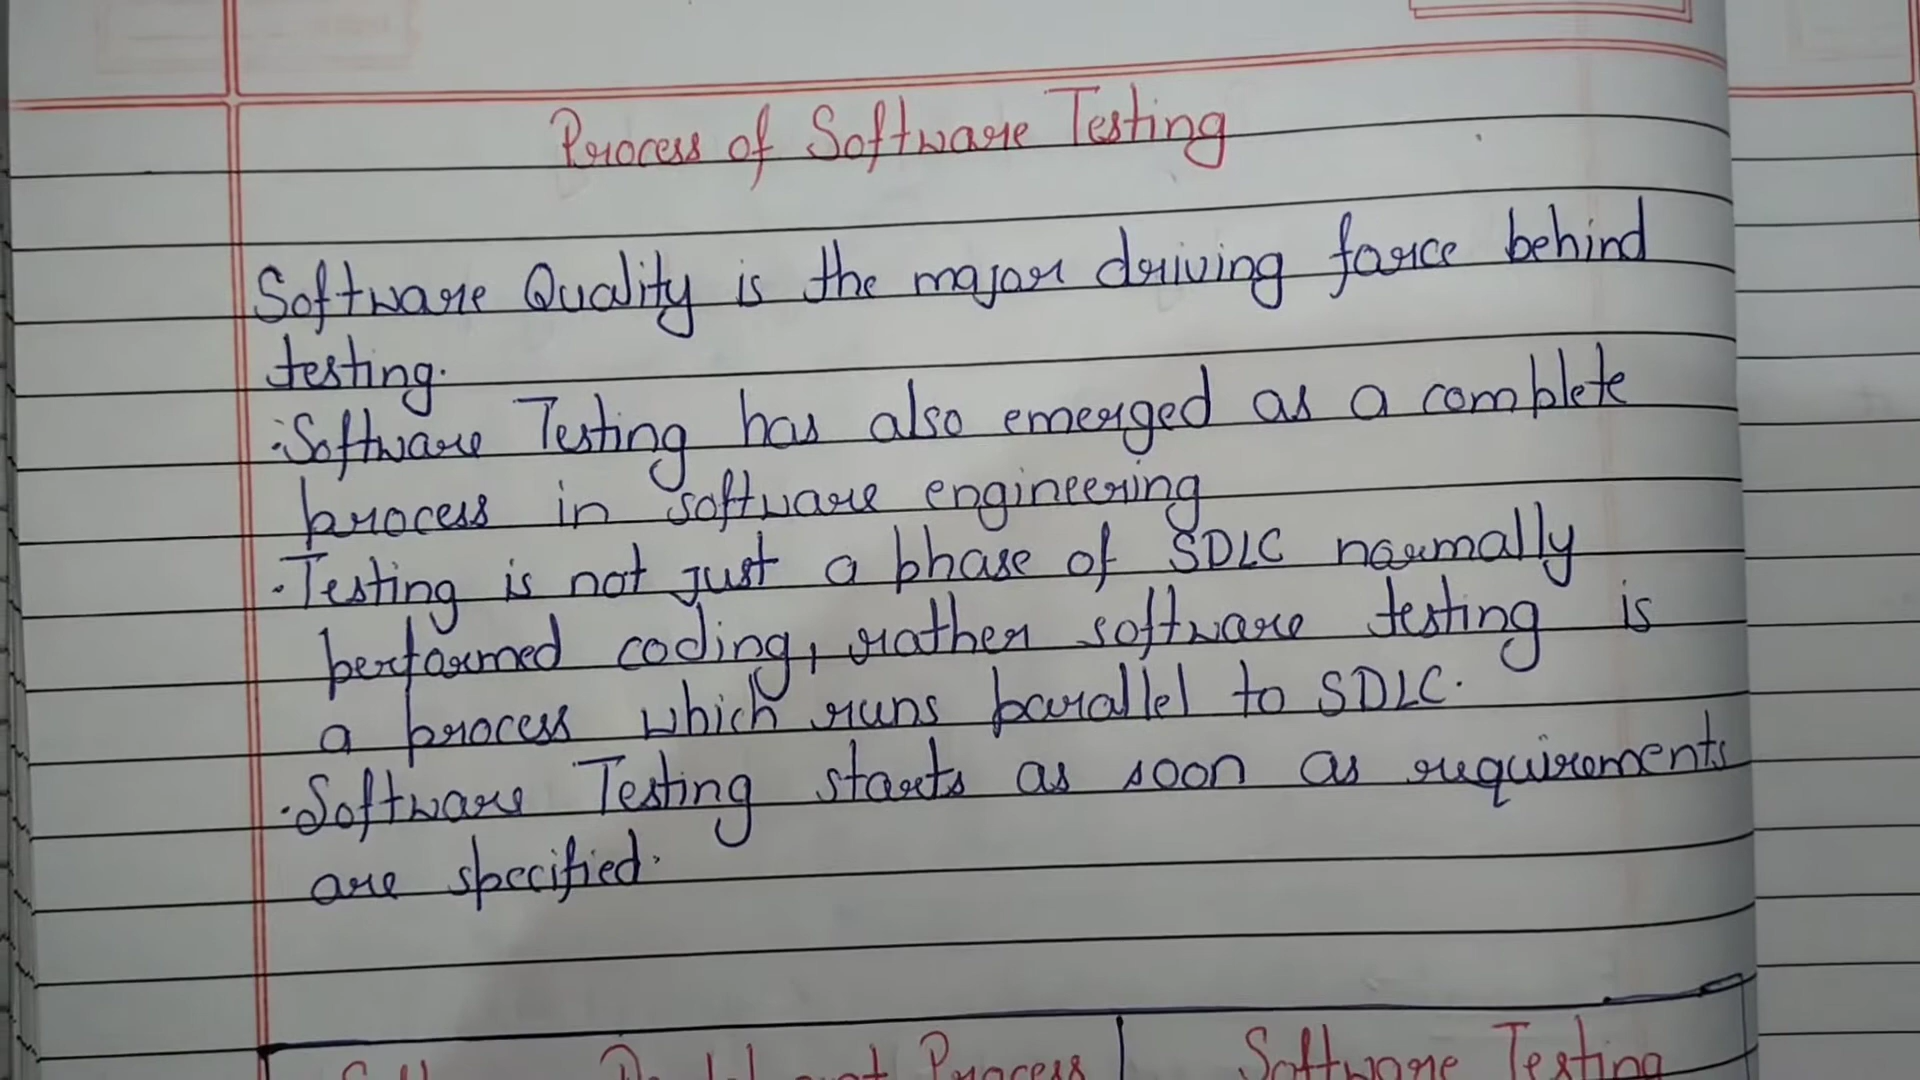 Process of Software Testing
Software Quality is the major driving force behind
testing.
·Software Testing has also emerged as a complete
process in software engineering
·Testing is not just a phase of SDLC normally
performed coding, rather software testing is
a process which runs parallel to SDLC.
·Software Testing starts as soon as requirements
are specified.
Process Software Testing